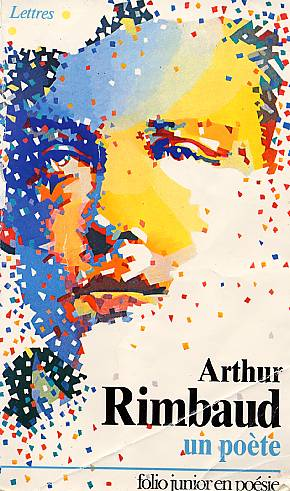 Lettres
Arthur
Rimbaud
un poète
folio junior en poésie